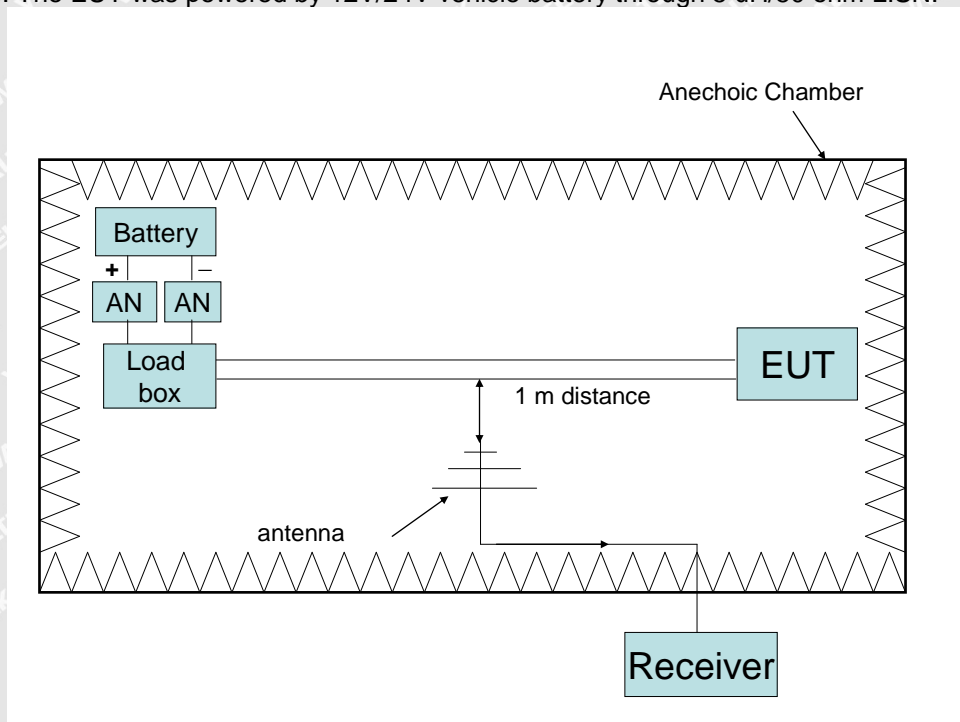 Anechoic Chamber
Battery
+ –
AN AN
Load
box
EUT
1 m distance
antenna
Receiver